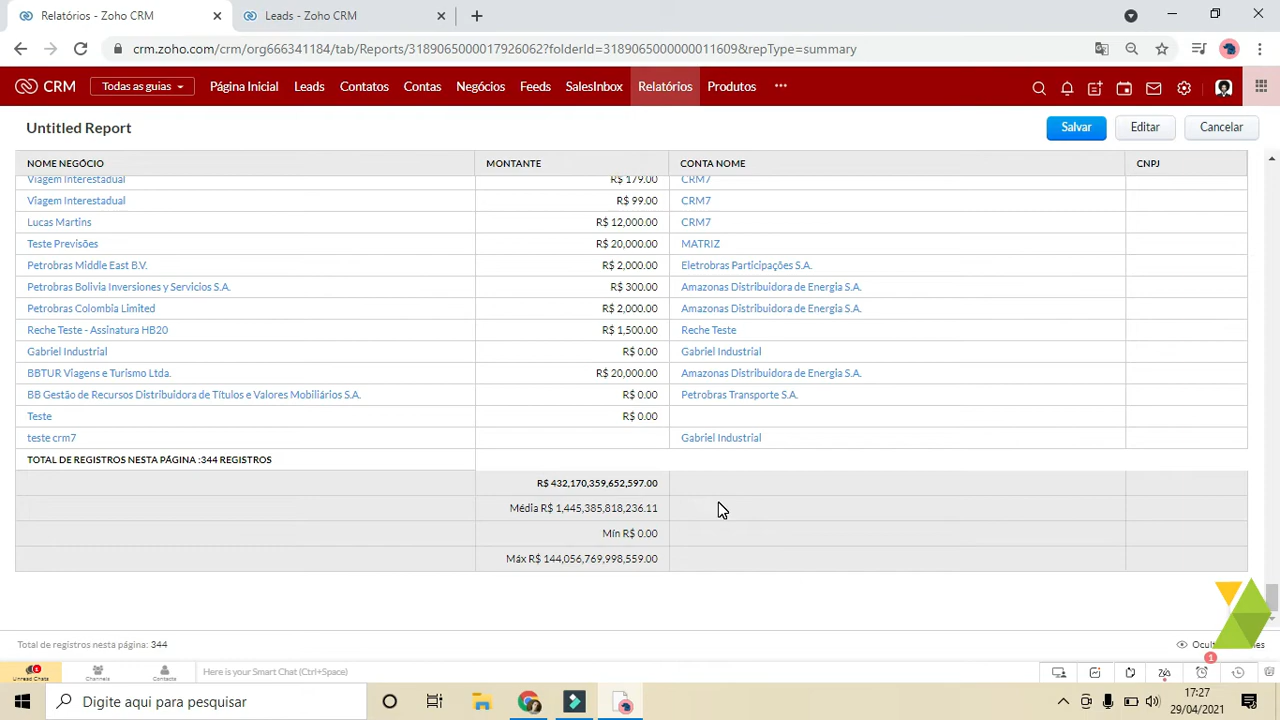 Relatórios - Zoho CRM
Leads - Zoho CRM
crm.zoho.com/crm/org666341184/tab/Reports/3189065000017926062?folderId=3189065000000011609&repType=summary
CRM Todas as guias Página Inicial Leads Contatos Contas Negócios Feeds SalesInbox Relatórios Produtos
Untitled Report Salvar Editar Cancelar
NOME NEGÓCIO MONTANTE CONTA NOME CNPJ
Viagem Interestadual R$ 179.00 CRM7
Viagem Interestadual R$ 99.00 CRM7
Lucas Martins R$ 12,000.00 CRM7
Teste Previsões R$ 20,000.00 MATRIZ
Petrobras Middle East B.V. R$ 2,000.00 Eletrobras Participações S.A.
Petrobras Bolivia Inversiones y Servicios S.A. R$ 300.00 Amazonas Distribuidora de Energia S.A.
Petrobras Colombia Limited R$ 2,000.00 Amazonas Distribuidora de Energia S.A.
Reche Teste - Assinatura HB20 R$ 1,500.00 Reche Teste
Gabriel Industrial R$ 0.00 Gabriel Industrial
BBTUR Viagens e Turismo Ltda. R$ 20,000.00 Amazonas Distribuidora de Energia S.A.
BB Gestão de Recursos Distribuidora de Títulos e Valores Mobiliários S.A. R$ 0.00 Petrobras Transporte S.A.
Teste R$ 0.00
teste crm7 Gabriel Industrial
TOTAL DE REGISTROS NESTA PÁGINA :344 REGISTROS
R$ 432,170,359,652,597.00
Média R$ 1,445,385,818,236.11
Mín R$ 0.00
Máx R$ 144,056,769,998,559.00
Total de registros nesta página: 344
1
Unread Chats Channels Contacts Here is your Smart Chat (Ctrl+Space)
Digite aqui para pesquisar
17:27
29/04/2021